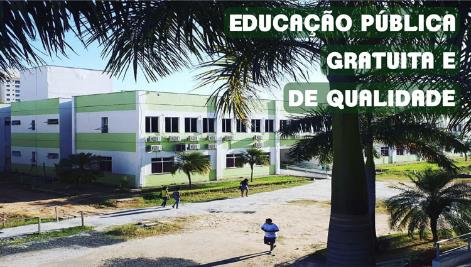 EDUCAÇÃO PÚBLICA
GRATUITA E
DE QUALIDADE